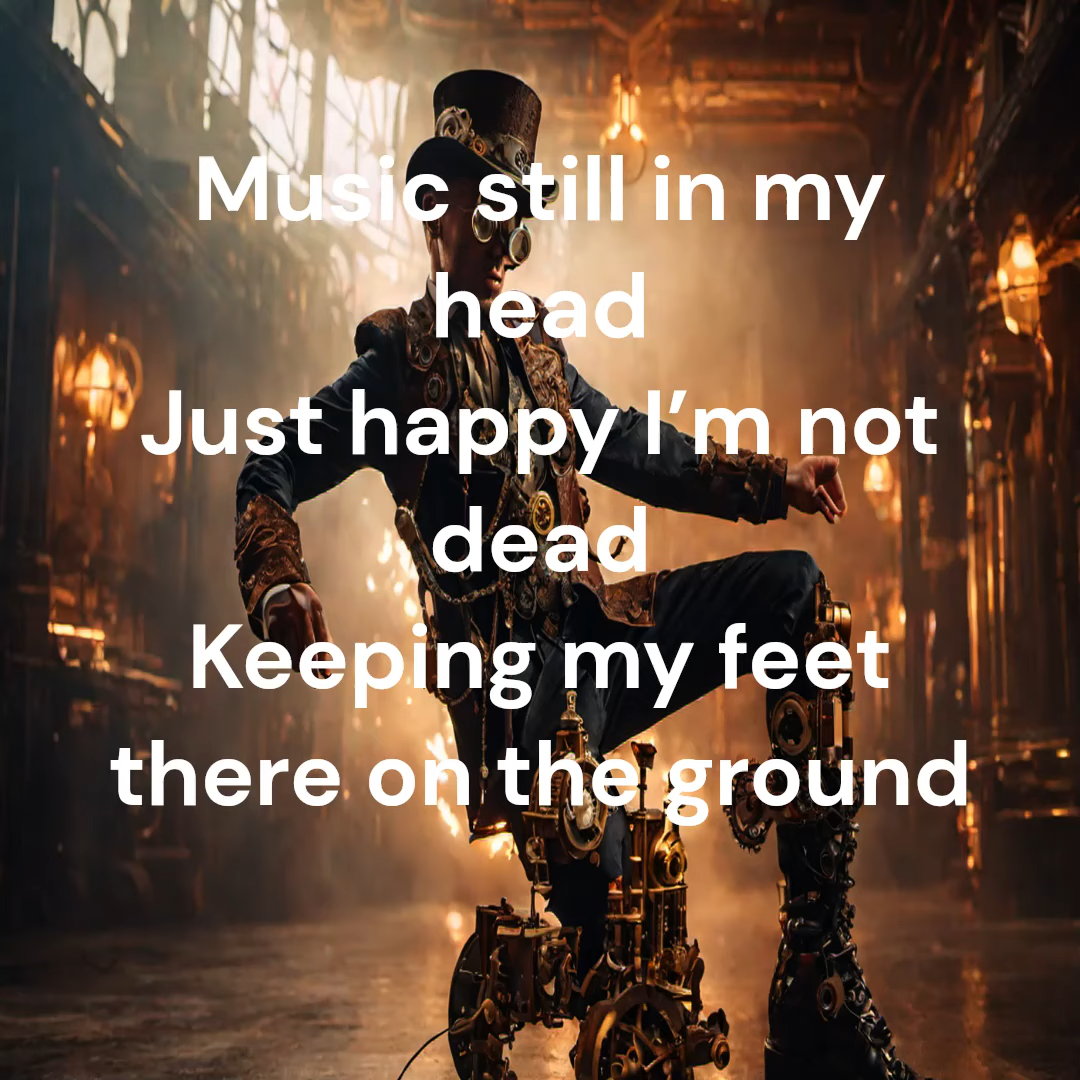 Music still in my
head
Just happy I’m not
dead
Keeping my feet
there on the ground